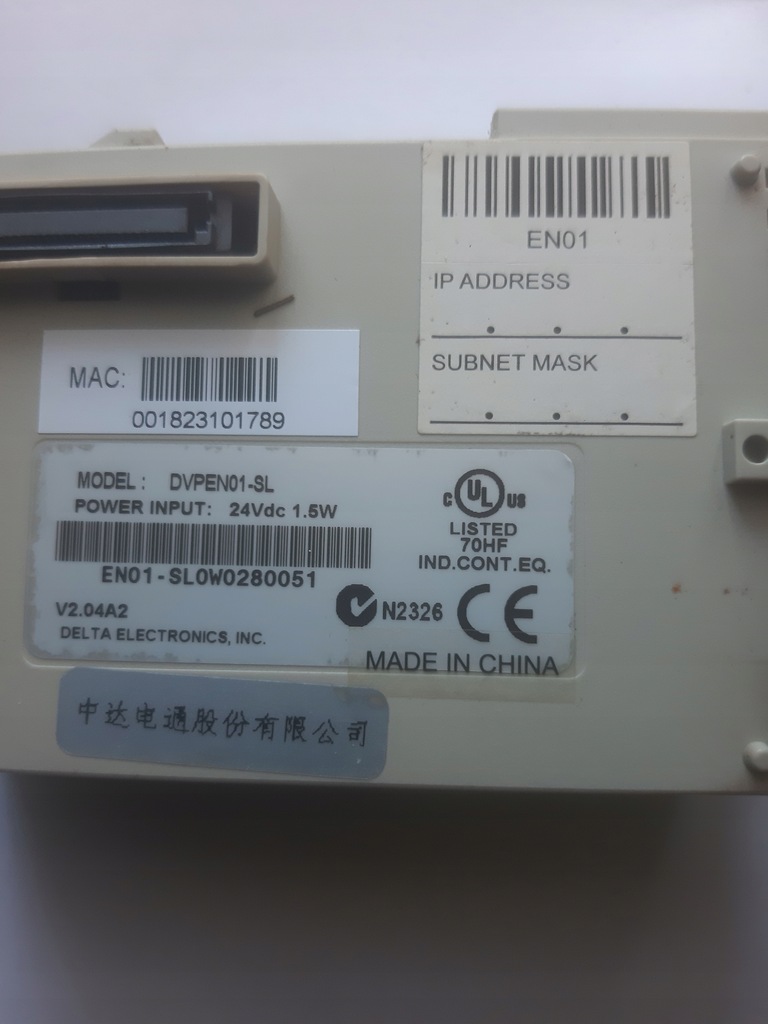 EN01
IP ADDRESS
SUBNET MASK
MAC:
001823101789
MODEL : DVPEN01-SL
POWER INPUT: 24Vdc 1.5W
EN01-SL0W0280051
V2.04A2
DELTA ELECTRONICS, INC.
C UL US
LISTED
70HF
IND.CONT.EQ.
N2326 CE
MADE IN CHINA
中达电通股份有限公司